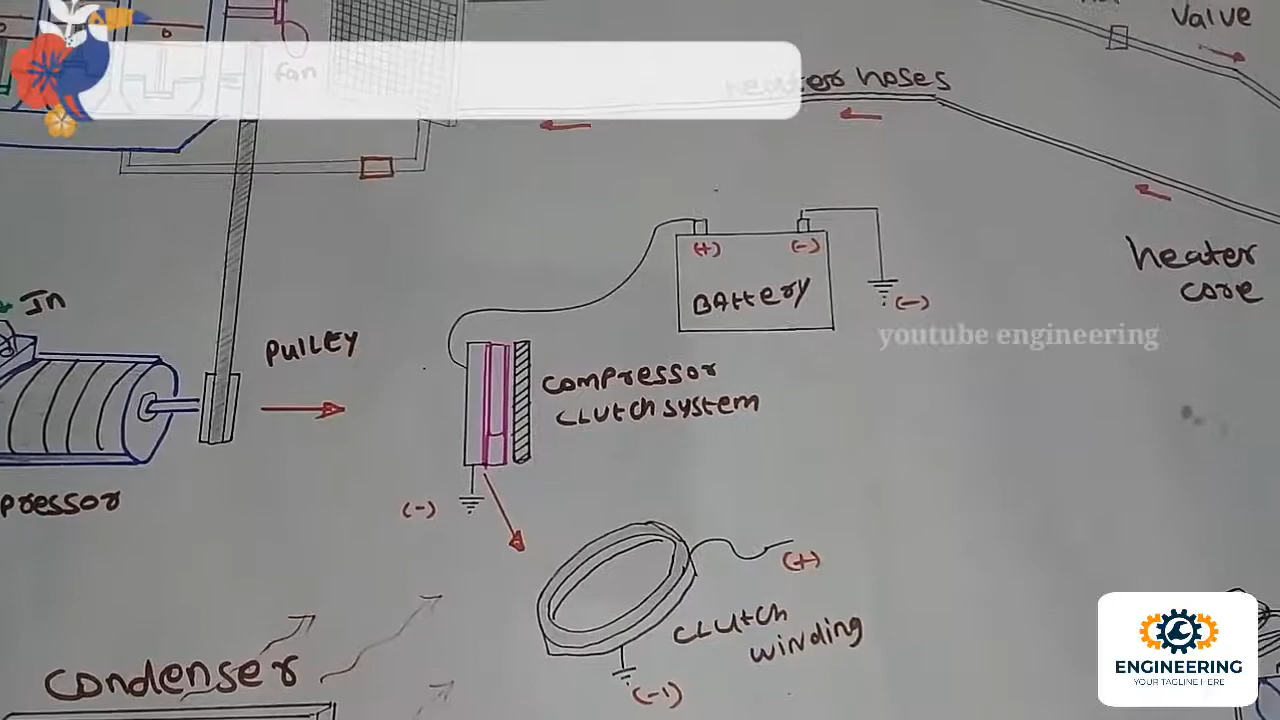 Valve
fan
heater hoses
heater
core
In
PULLEY
(+)
(-)
BAttery
(-)
youtube engineering
compressor
clutch system
pressor
(-)
(+)
clutch
winding
(-1)
condenser
ENGINEERING
YOUR TAGLINE HERE